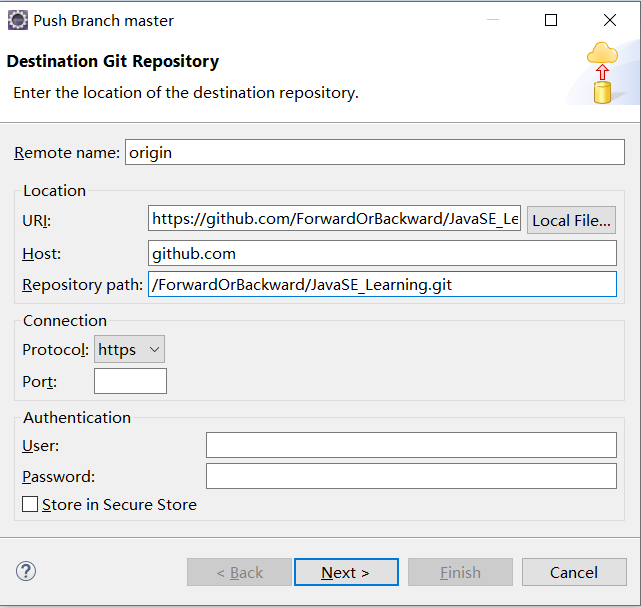 Push Branch master
Destination Git Repository
Enter the location of the destination repository.
Remote name: origin
Location
URI: https://github.com/ForwardOrBackward/JavaSE_Le Local File...
Host: github.com
Repository path: /ForwardOrBackward/JavaSE_Learning.git
Connection
Protocol: https
Port:
Authentication
User:
Password:
Store in Secure Store
? < Back Next > Finish Cancel